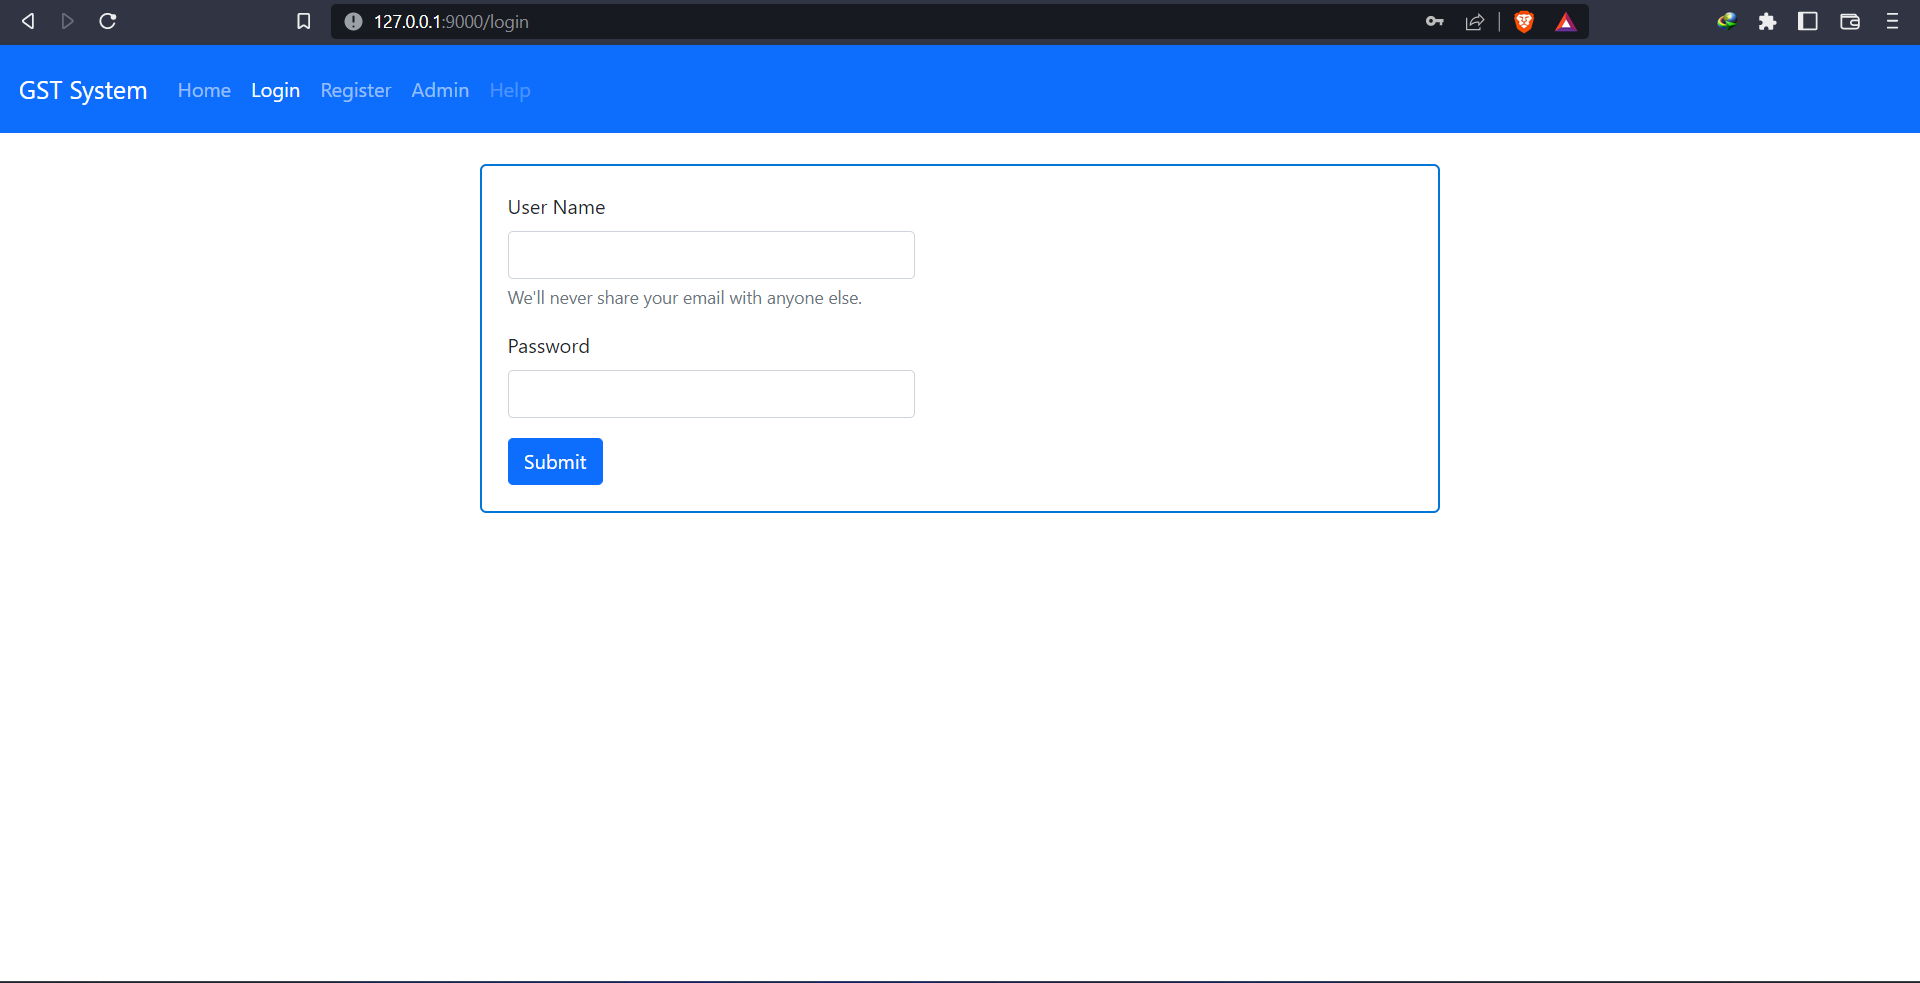 127.0.0.1:9000/login
GST System Home Login Register Admin Help
User Name
We'll never share your email with anyone else.
Password
Submit